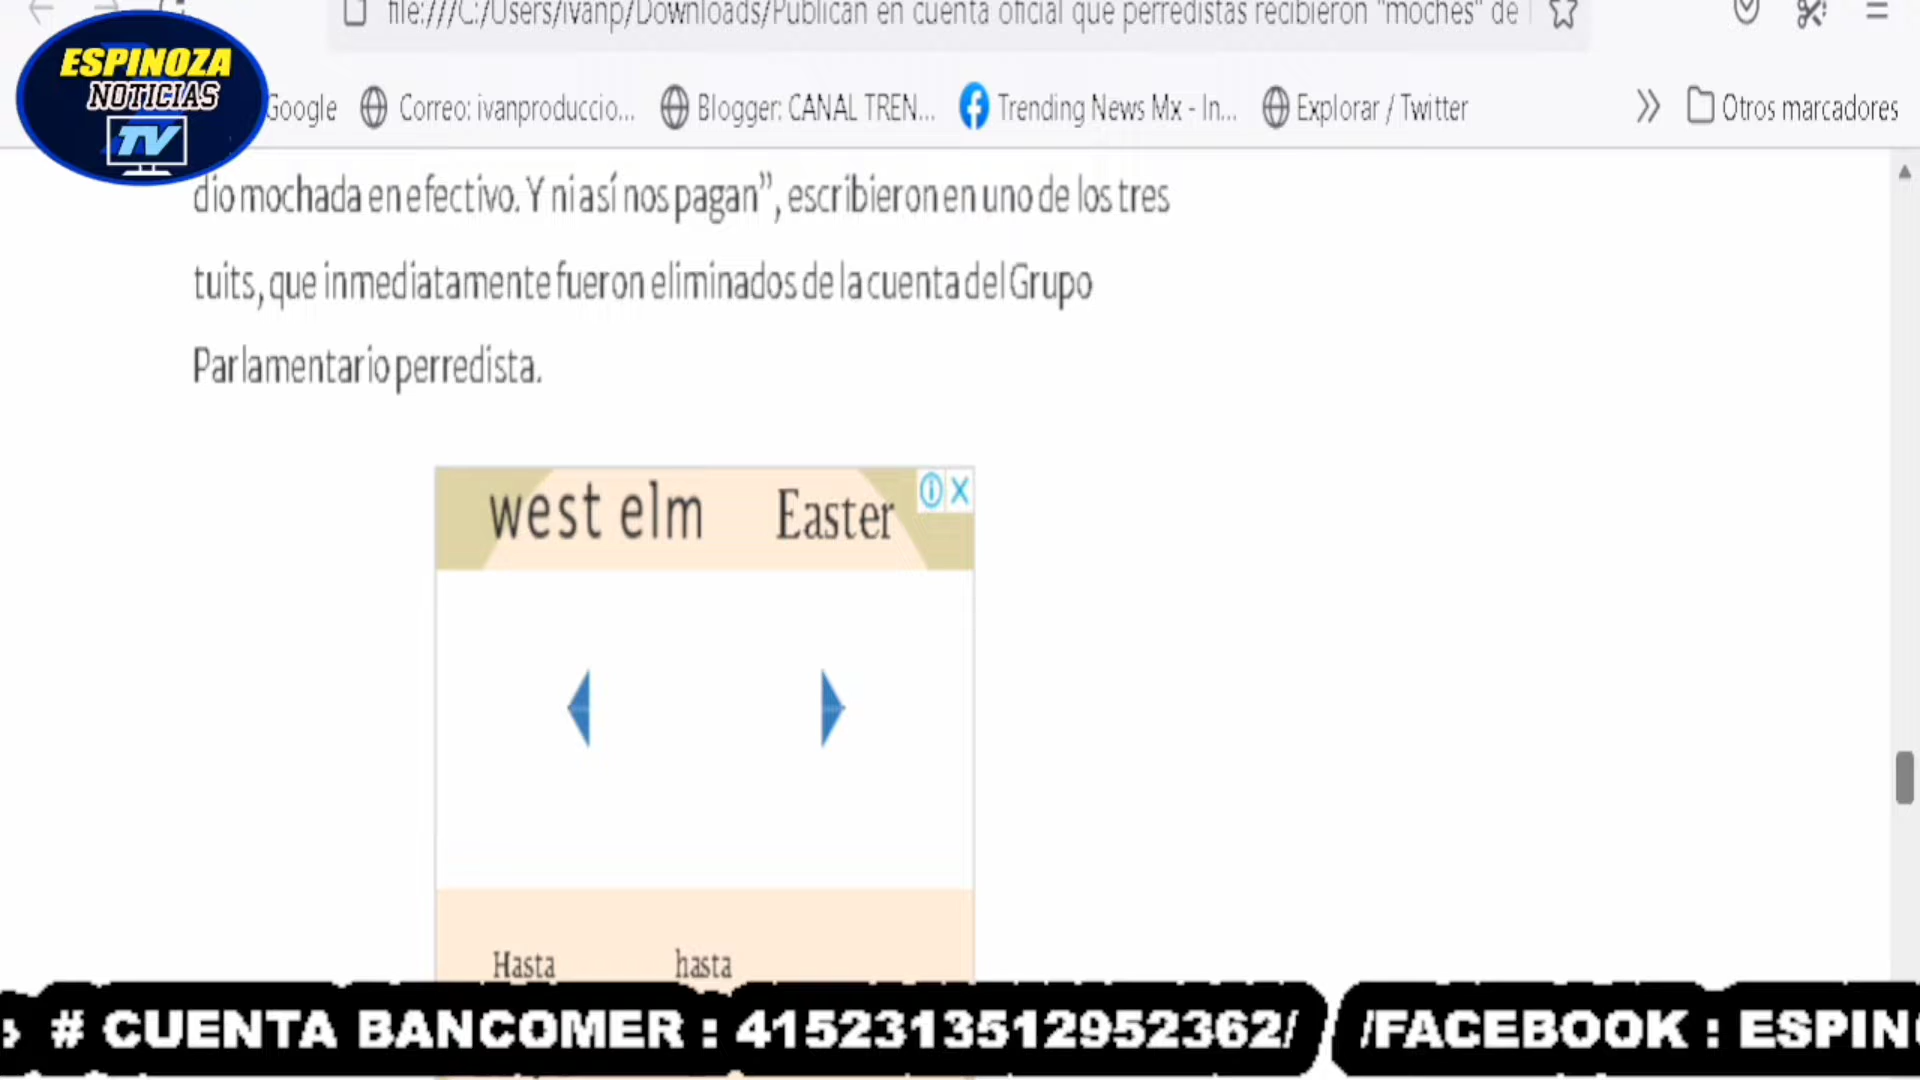 file:///C:/Users/ivanp/Downloads/Publican en cuenta oficial que perredistas recibieron "moches" de
ESPINOZA
NOTICIAS
TV
Google
Correo: ivanproduccio...
Blogger: CANAL TREN...
Trending News Mx - In...
Explorar / Twitter
Otros marcadores
dio mochada en efectivo. Y ni así nos pagan”, escribieron en uno de los tres
tuits, que inmediatamente fueron eliminados de la cuenta del Grupo
Parlamentario perredista.
west elm Easter
Hasta hasta
# CUENTA BANCOMER : 4152313512952362/ /FACEBOOK : ESPIN